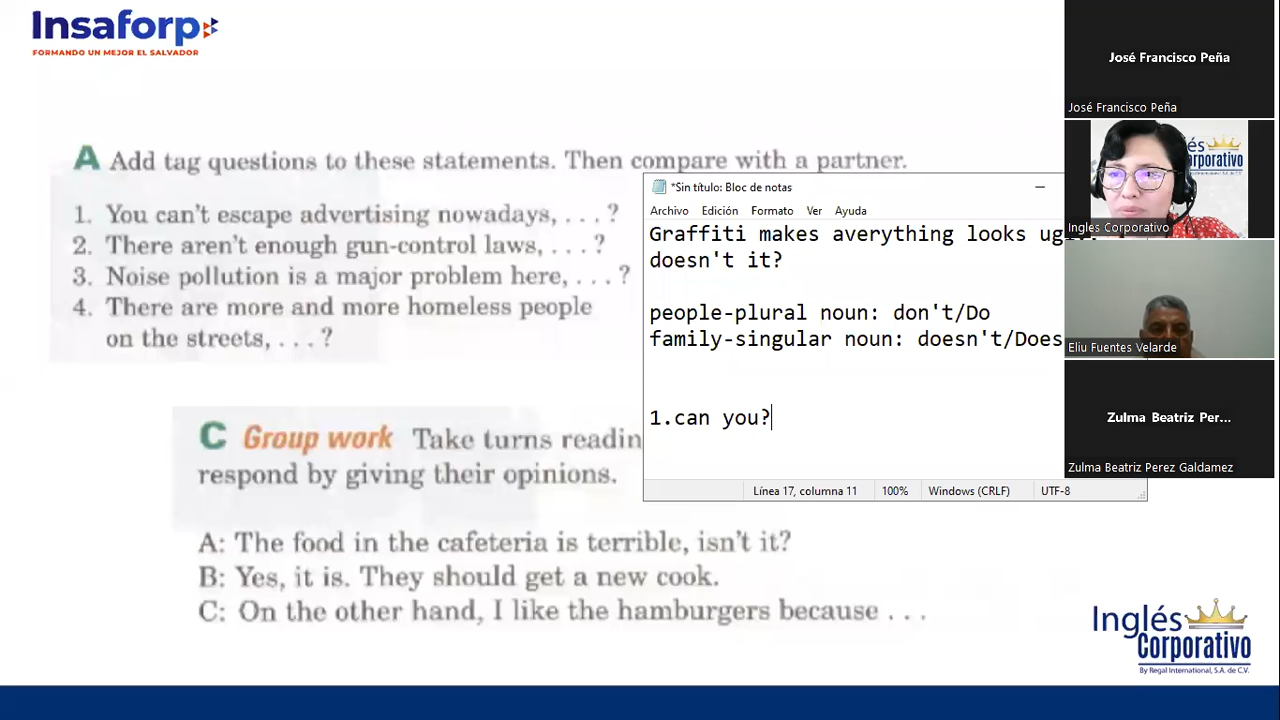 Insaforp
FORMANDO UN MEJOR EL SALVADOR
A Add tag questions to these statements. Then compare with a partner.
1. You can't escape advertising nowadays, . . . ?
2. There aren't enough gun-control laws, . . . ?
3. Noise pollution is a major problem here, . . . ?
4. There are more and more homeless people
on the streets, . . . ?
C Group work Take turns readin
respond by giving their opinions.
A: The food in the cafeteria is terrible, isn't it?
B: Yes, it is. They should get a new cook.
C: On the other hand, I like the hamburgers because . . .
*Sin título: Bloc de notas
Archivo Edición Formato Ver Ayuda
Graffiti makes averything looks ugly,
doesn't it?
people-plural noun: don't/Do
family-singular noun: doesn't/Does
1.can you?
Línea 17, columna 11 100% Windows (CRLF) UTF-8
José Francisco Peña
José Francisco Peña
és
Corporativo
Ingles Corporativo
Eliu Fuentes Velarde
Zulma Beatriz Per...
Zulma Beatriz Perez Galdamez
Inglés
Corporativo
By Regal International, S.A. de C.V.